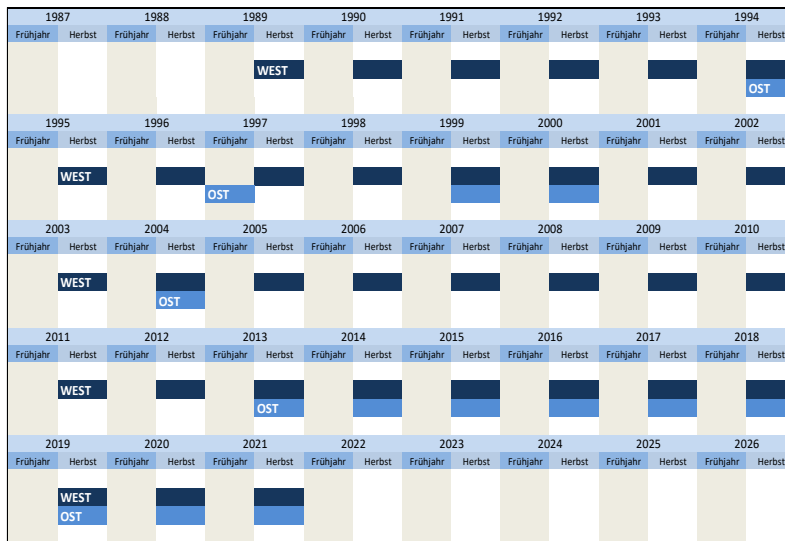 1987 1988 1989 1990 1991 1992 1993 1994
Frühjahr Herbst Frühjahr Herbst Frühjahr Herbst Frühjahr Herbst Frühjahr Herbst Frühjahr Herbst Frühjahr Herbst Frühjahr Herbst
WEST
OST
1995 1996 1997 1998 1999 2000 2001 2002
Frühjahr Herbst Frühjahr Herbst Frühjahr Herbst Frühjahr Herbst Frühjahr Herbst Frühjahr Herbst Frühjahr Herbst Frühjahr Herbst
WEST
OST
2003 2004 2005 2006 2007 2008 2009 2010
Frühjahr Herbst Frühjahr Herbst Frühjahr Herbst Frühjahr Herbst Frühjahr Herbst Frühjahr Herbst Frühjahr Herbst Frühjahr Herbst
WEST
OST
2011 2012 2013 2014 2015 2016 2017 2018
Frühjahr Herbst Frühjahr Herbst Frühjahr Herbst Frühjahr Herbst Frühjahr Herbst Frühjahr Herbst Frühjahr Herbst Frühjahr Herbst
WEST
OST
2019 2020 2021 2022 2023 2024 2025 2026
Frühjahr Herbst Frühjahr Herbst Frühjahr Herbst Frühjahr Herbst Frühjahr Herbst Frühjahr Herbst Frühjahr Herbst Frühjahr Herbst
WEST
OST